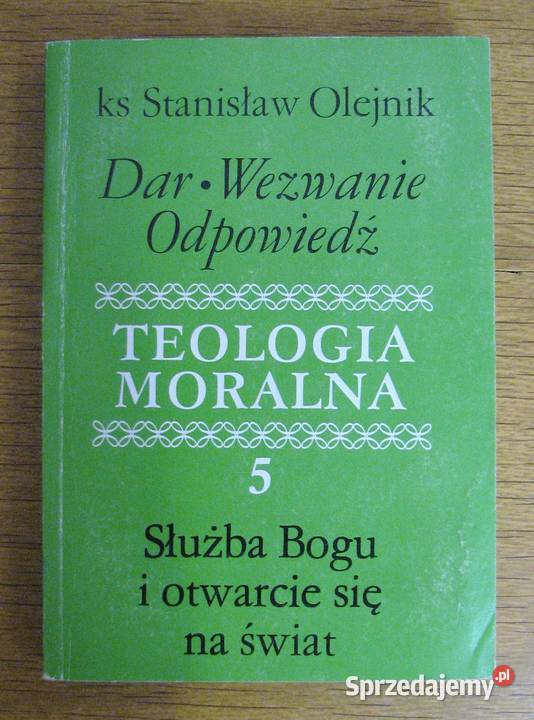 ks Stanisław Olejnik
Dar • Wezwanie
Odpowiedź
TEOLOGIA
MORALNA
5
Służba Bogu
i otwarcie się
na świat
Sprzedajemy.pl